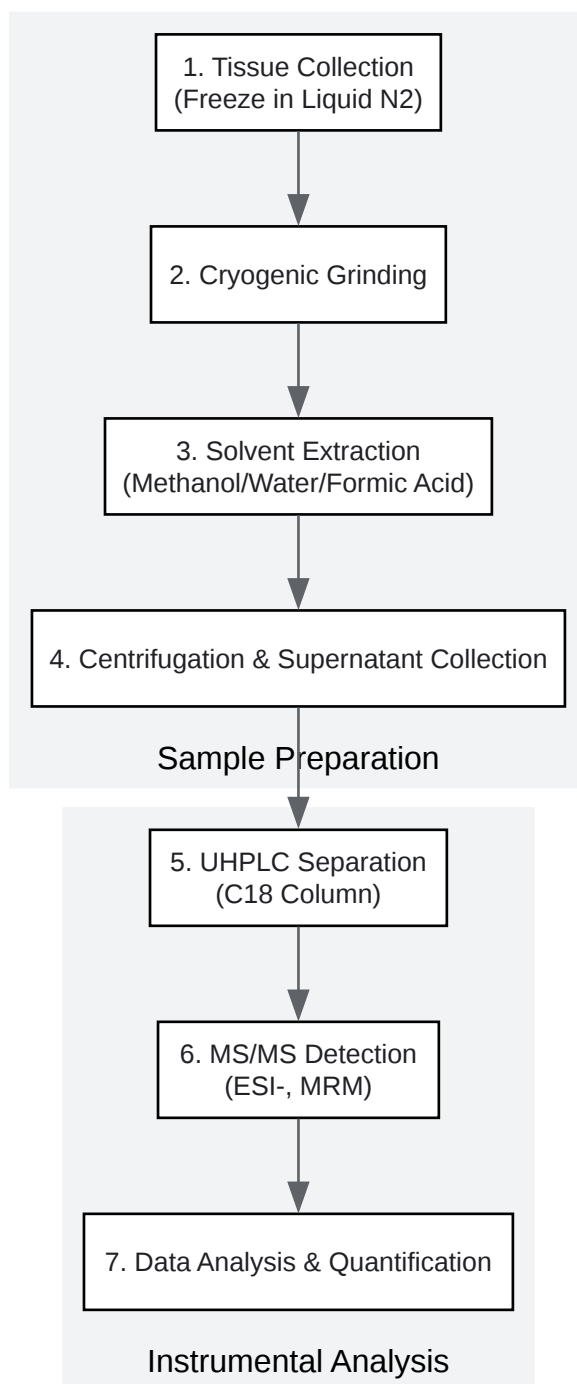 1. Tissue Collection
(Freeze in Liquid N2)
2. Cryogenic Grinding
3. Solvent Extraction
(Methanol/Water/Formic Acid)
4. Centrifugation & Supernatant Collection
Sample Preparation
5. UHPLC Separation
(C18 Column)
6. MS/MS Detection
(ESI-, MRM)
7. Data Analysis & Quantification
Instrumental Analysis